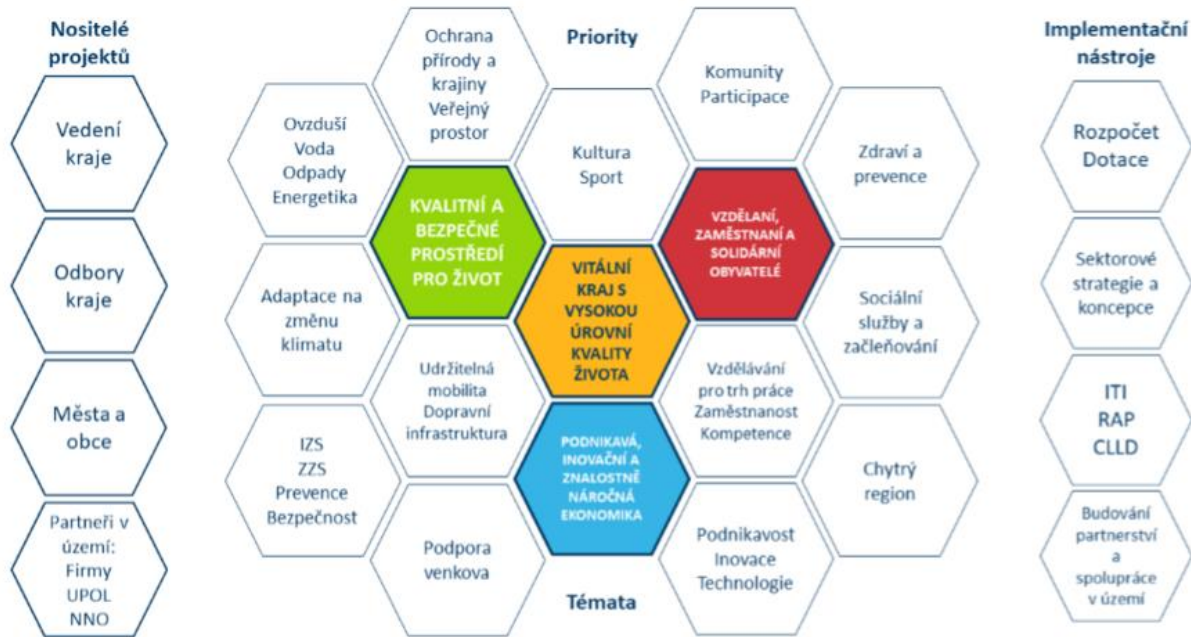 Nositelé
projektů
Vedení
kraje
Odbory
kraje
Města a
obce
Partneři v
území:
Firmy
UPOL
NNO
Priority
Ochrana
přírody a
krajiny
Veřejný
prostor
Komunity
Participace
Ovzduší
Voda
Odpady
Energetika
Kultura
Sport
Zdraví a
prevence
KVALITNÍ A
BEZPEČNÉ
PROSTŘEDÍ
PRO ŽIVOT
VZDĚLANÍ,
ZAMĚSTNANÍ A
SOLIDÁRNÍ
OBYVATELÉ
Adaptace na
změnu
klimatu
VITÁLNÍ
KRAJ S
VYSOKOU
ÚROVNÍ
KVALITY
ŽIVOTA
Sociální
služby a
začleňování
Udržitelná
mobilita
Dopravní
infrastruktura
Vzdělávání
pro trh práce
Zaměstnanost
Kompetence
IZS
ZZS
Prevence
Bezpečnost
PODNIKAVÁ,
INOVAČNÍ A
ZNALOSTNĚ
NÁROČNÁ
EKONOMIKA
Chytrý
region
Podpora
venkova
Podnikavost
Inovace
Technologie
Témata
Implementační
nástroje
Rozpočet
Dotace
Sektorové
strategie a
koncepce
ITI
RAP
CLLD
Budování
partnerství
a
spolupráce
v území